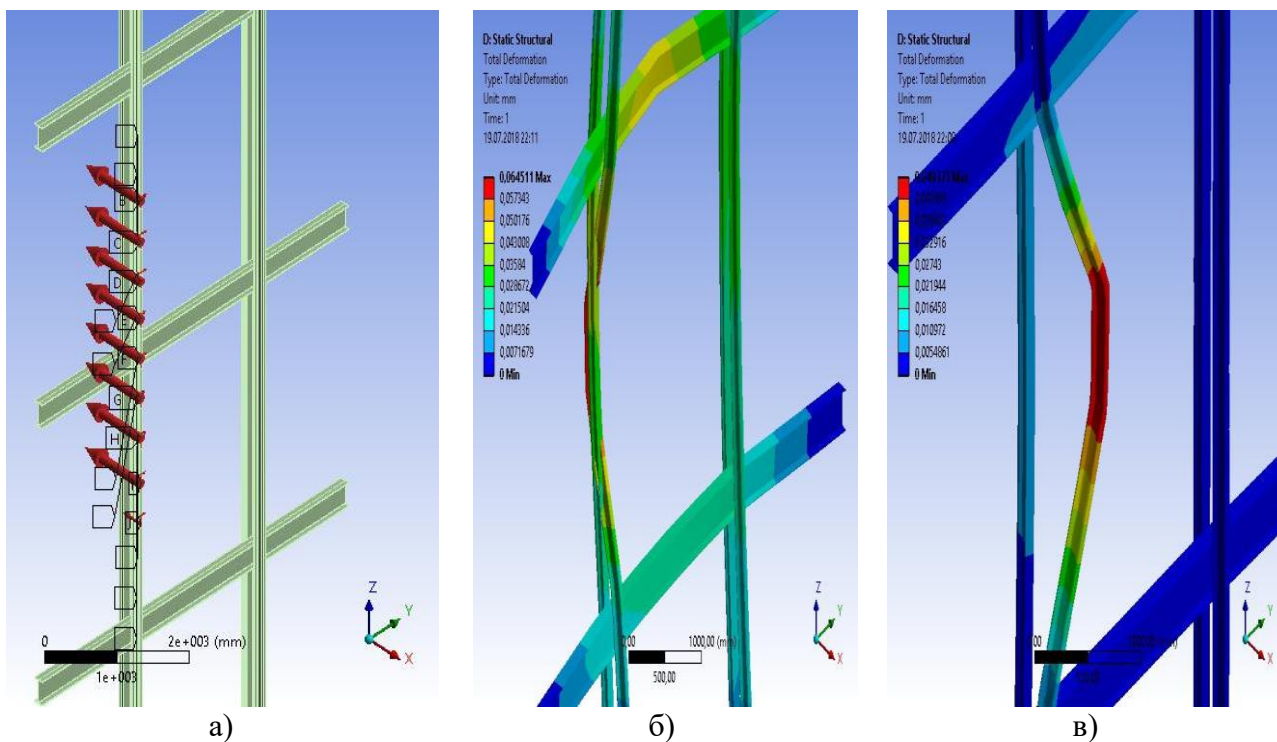 B
C
D
E
F
G
H
0
2e+003 (mm)
1e+003
Z
Y
X
а)
D: Static Structural
Total Deformation
Type: Total Deformation
Unit: mm
Time: 1
19.07.2018 22:11
0,064511 Max
0,057343
0,050176
0,043008
0,03584
0,028672
0,021504
0,014336
0,0071679
0 Min
1000,00 (mm)
500,00
Z
Y
X
б)
D: Static Structural
Total Deformation
Type: Total Deformation
Unit: mm
Time: 1
19.07.2018
0,02743
0,021944
0,016458
0,010972
0,0054861
0 Min
Z
Y
X
в)